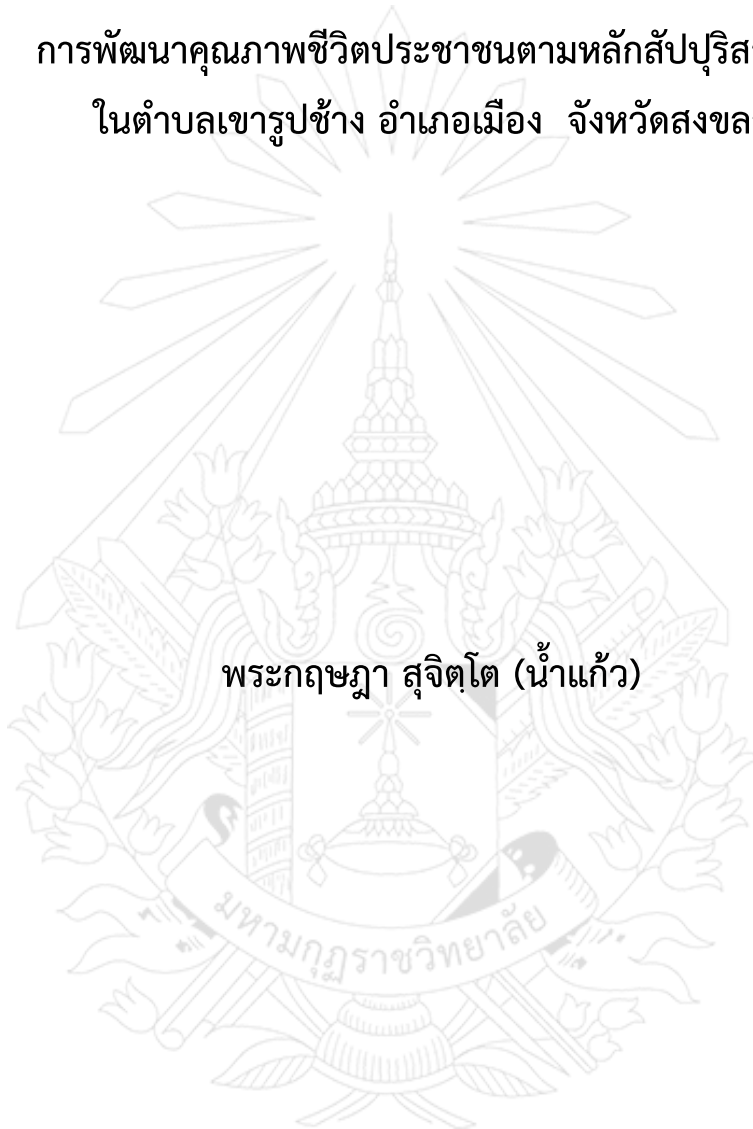 การพัฒนาคุณภาพชีวิตประชาชนตามหลักสัปปุริส
ในตำบลเขารูปช้าง อำเภอเมือง จังหวัดสงขล
พระกฤษฎา สุจิตฺโต (น้ำแก้ว)
มหามกุฏราชวิทยาลัย